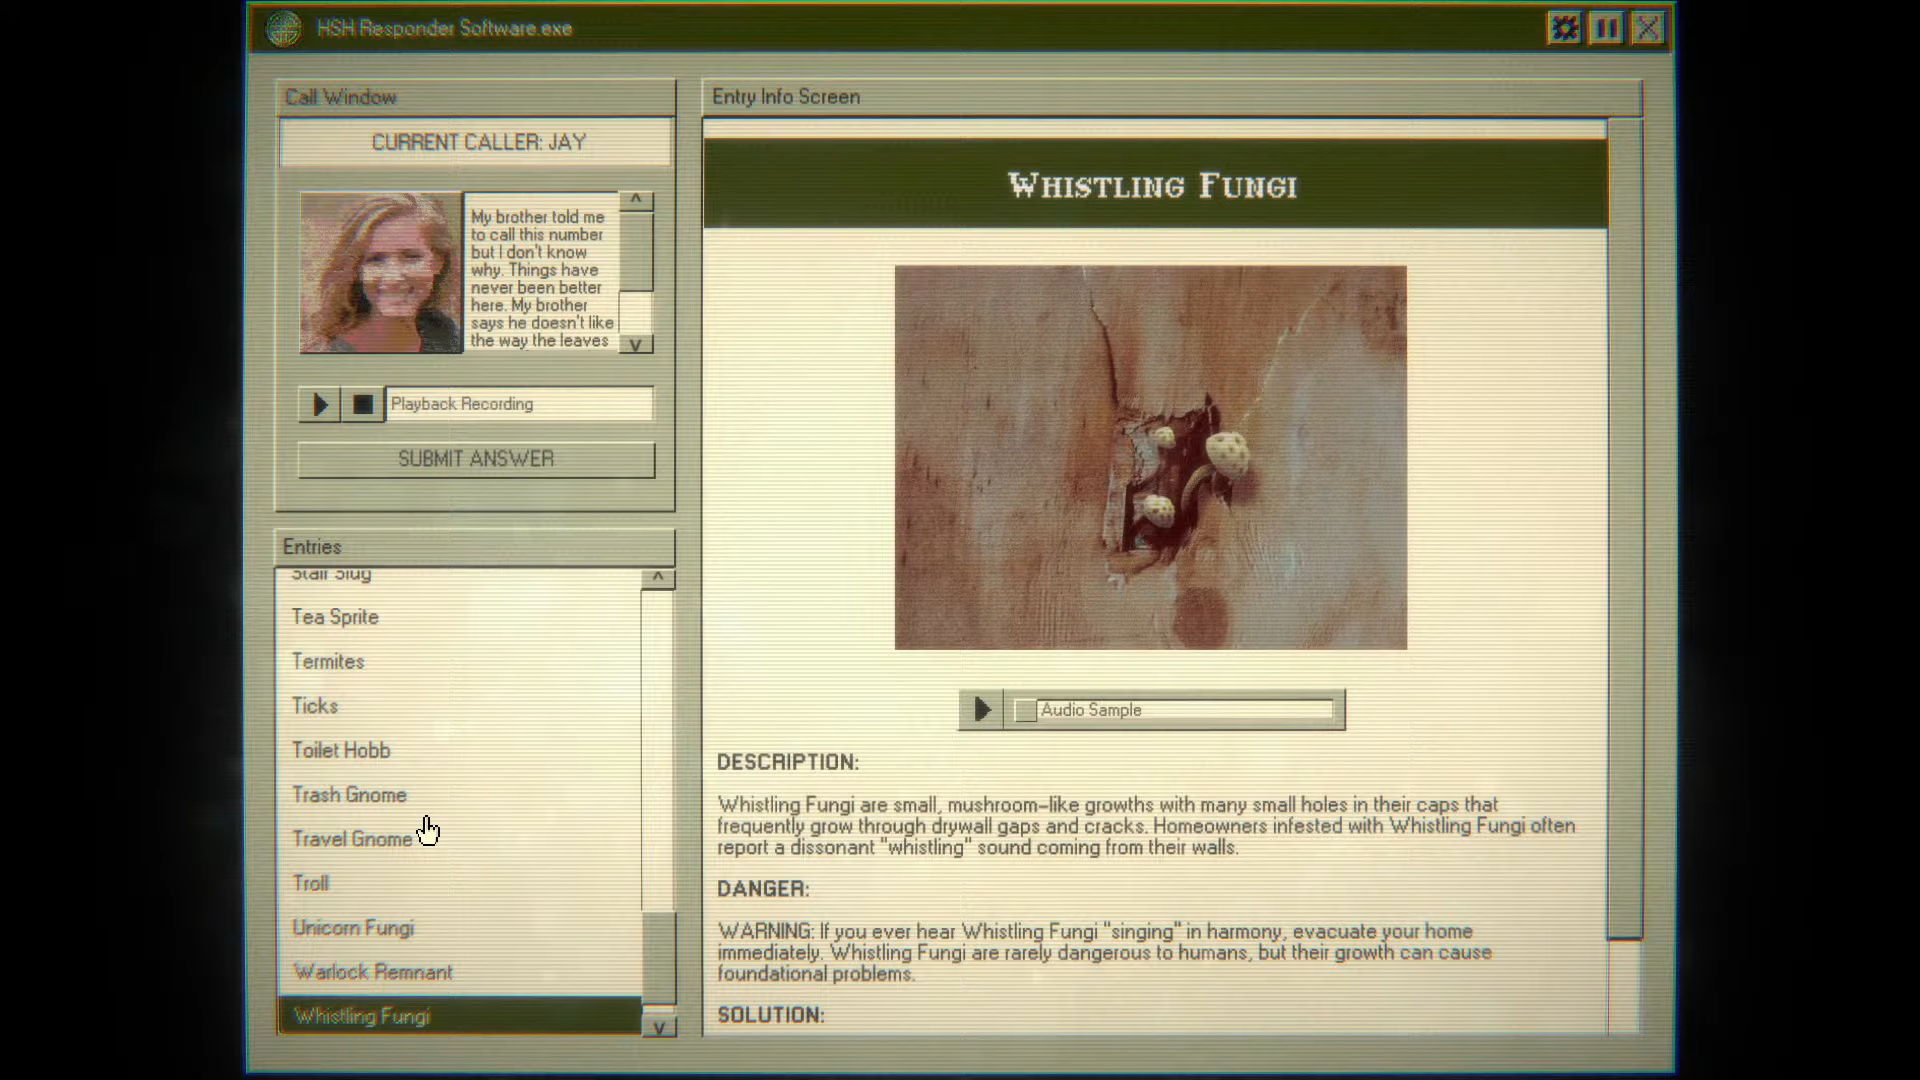 HSH Responder Software.exe
Call Window
CURRENT CALLER: JAY
My brother told me
to call this number
but I don't know
why. Things have
never been better
here. My brother
says he doesn't like
the way the leaves
Playback Recording
SUBMIT ANSWER
Entries
Stair Slug
Tea Sprite
Termites
Ticks
Toilet Hobb
Trash Gnome
Travel Gnome
Troll
Unicorn Fungi
Warlock Remnant
Whistling Fungi
Entry Info Screen
Whistling Fungi
Audio Sample
DESCRIPTION:
Whistling Fungi are small, mushroom-like growths with many small holes in their caps that
frequently grow through drywall gaps and cracks. Homeowners infested with Whistling Fungi often
report a dissonant "whistling" sound coming from their walls.
DANGER:
WARNING: If you ever hear Whistling Fungi "singing" in harmony, evacuate your home
immediately. Whistling Fungi are rarely dangerous to humans, but their growth can cause
foundational problems.
SOLUTION: